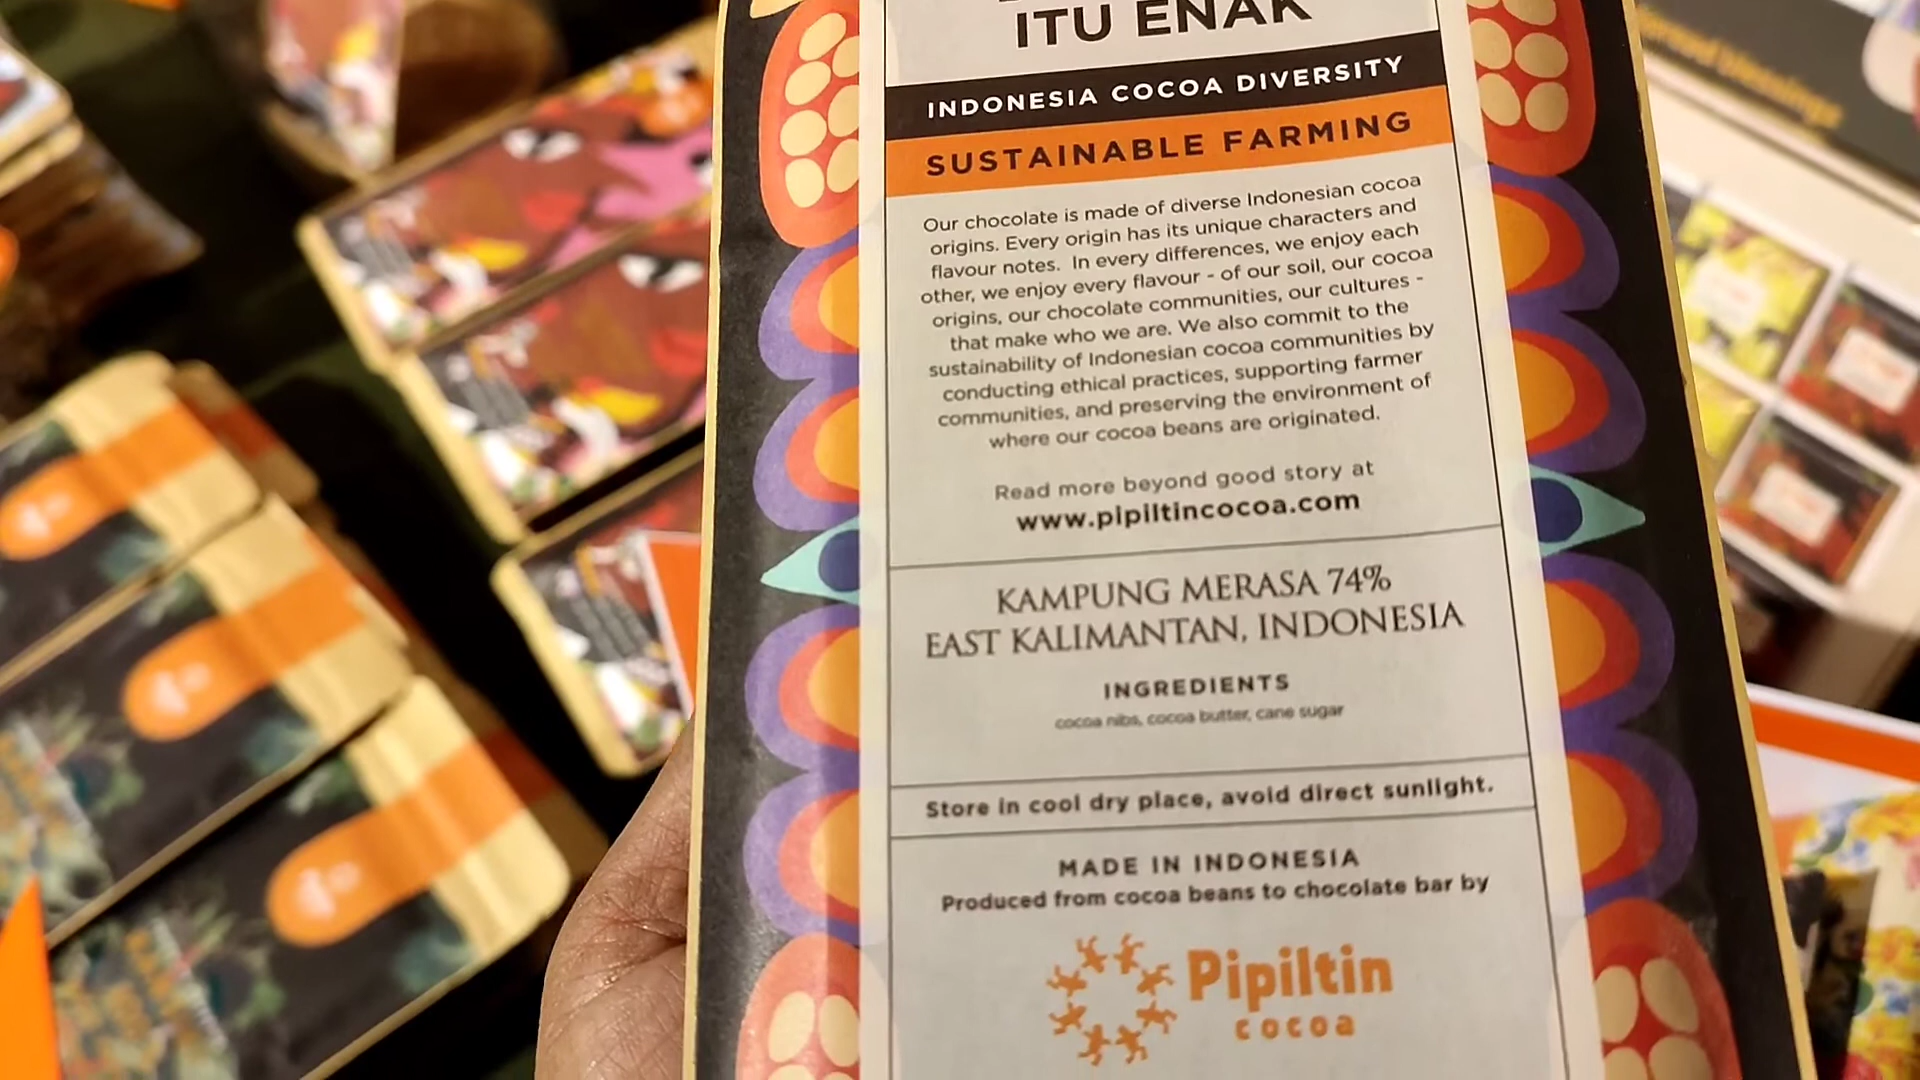 ITU ENAK
INDONESIA COCOA DIVERSITY
SUSTAINABLE FARMING
Our chocolate is made of diverse Indonesian cocoa
origins. Every origin has its unique characters and
flavour notes. In every differences, we enjoy each
other, we enjoy every flavour - of our soil, our cocoa
origins, our chocolate communities, our cultures -
that make who we are. We also commit to the
sustainability of Indonesian cocoa communities by
conducting ethical practices, supporting farmer
communities, and preserving the environment of
where our cocoa beans are originated.
Read more beyond good story at
www.pipiltincocoa.com
KAMPUNG MERASA 74%
EAST KALIMANTAN, INDONESIA
INGREDIENTS
cocoa nibs, cocoa butter, cane sugar
Store in cool dry place, avoid direct sunlight.
MADE IN INDONESIA
Produced from cocoa beans to chocolate bar by
Pipiltin
cocoa